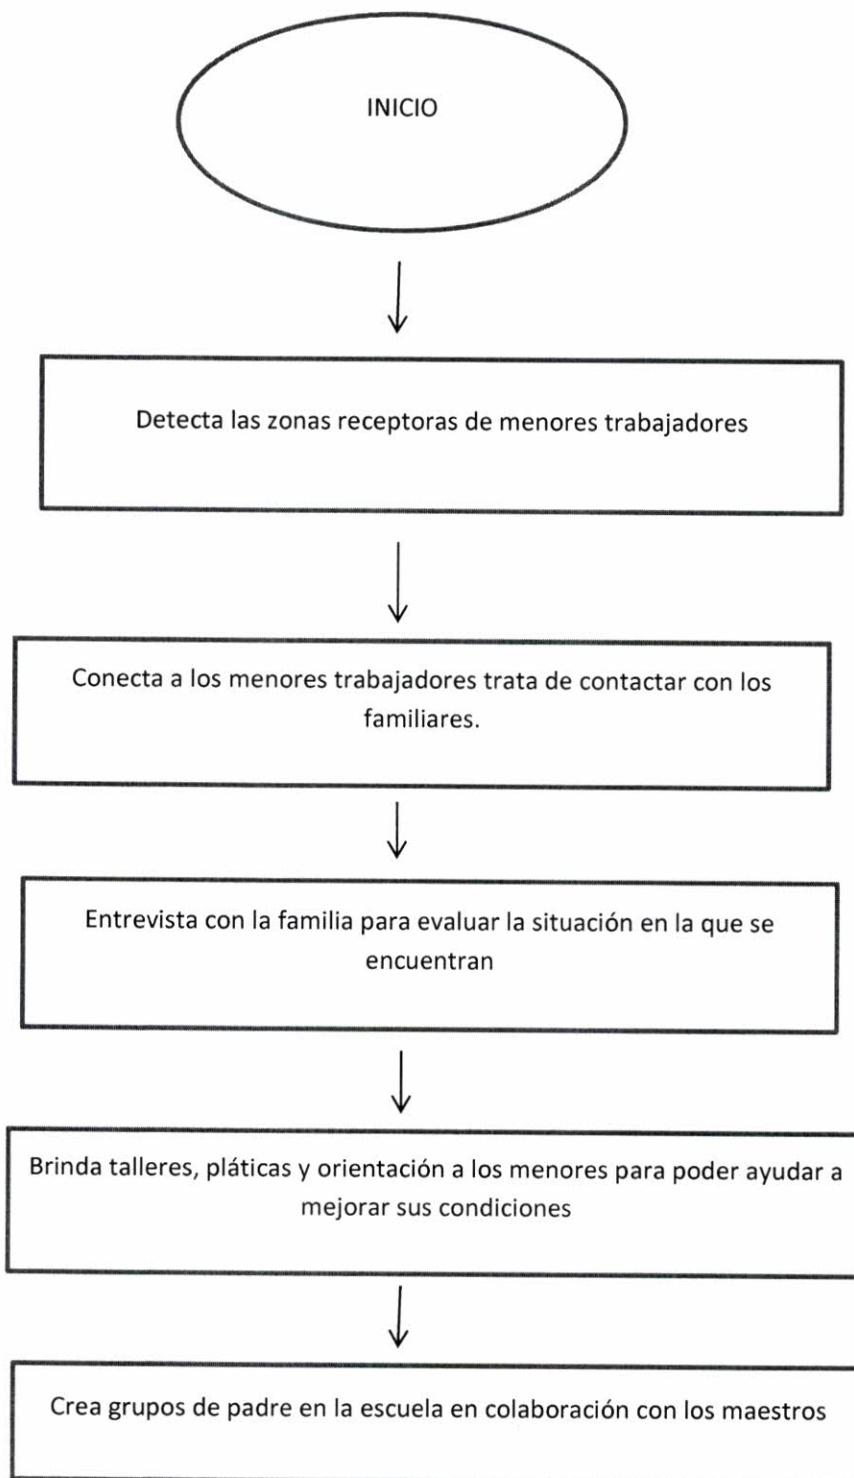 INICIO
Detecta las zonas receptoras de menores trabajadores
Conecta a los menores trabajadores trata de contactar con los
familiares.
Entrevista con la familia para evaluar la situación en la que se
encuentran
Brinda talleres, pláticas y orientación a los menores para poder ayudar a
mejorar sus condiciones
Crea grupos de padre en la escuela en colaboración con los maestros